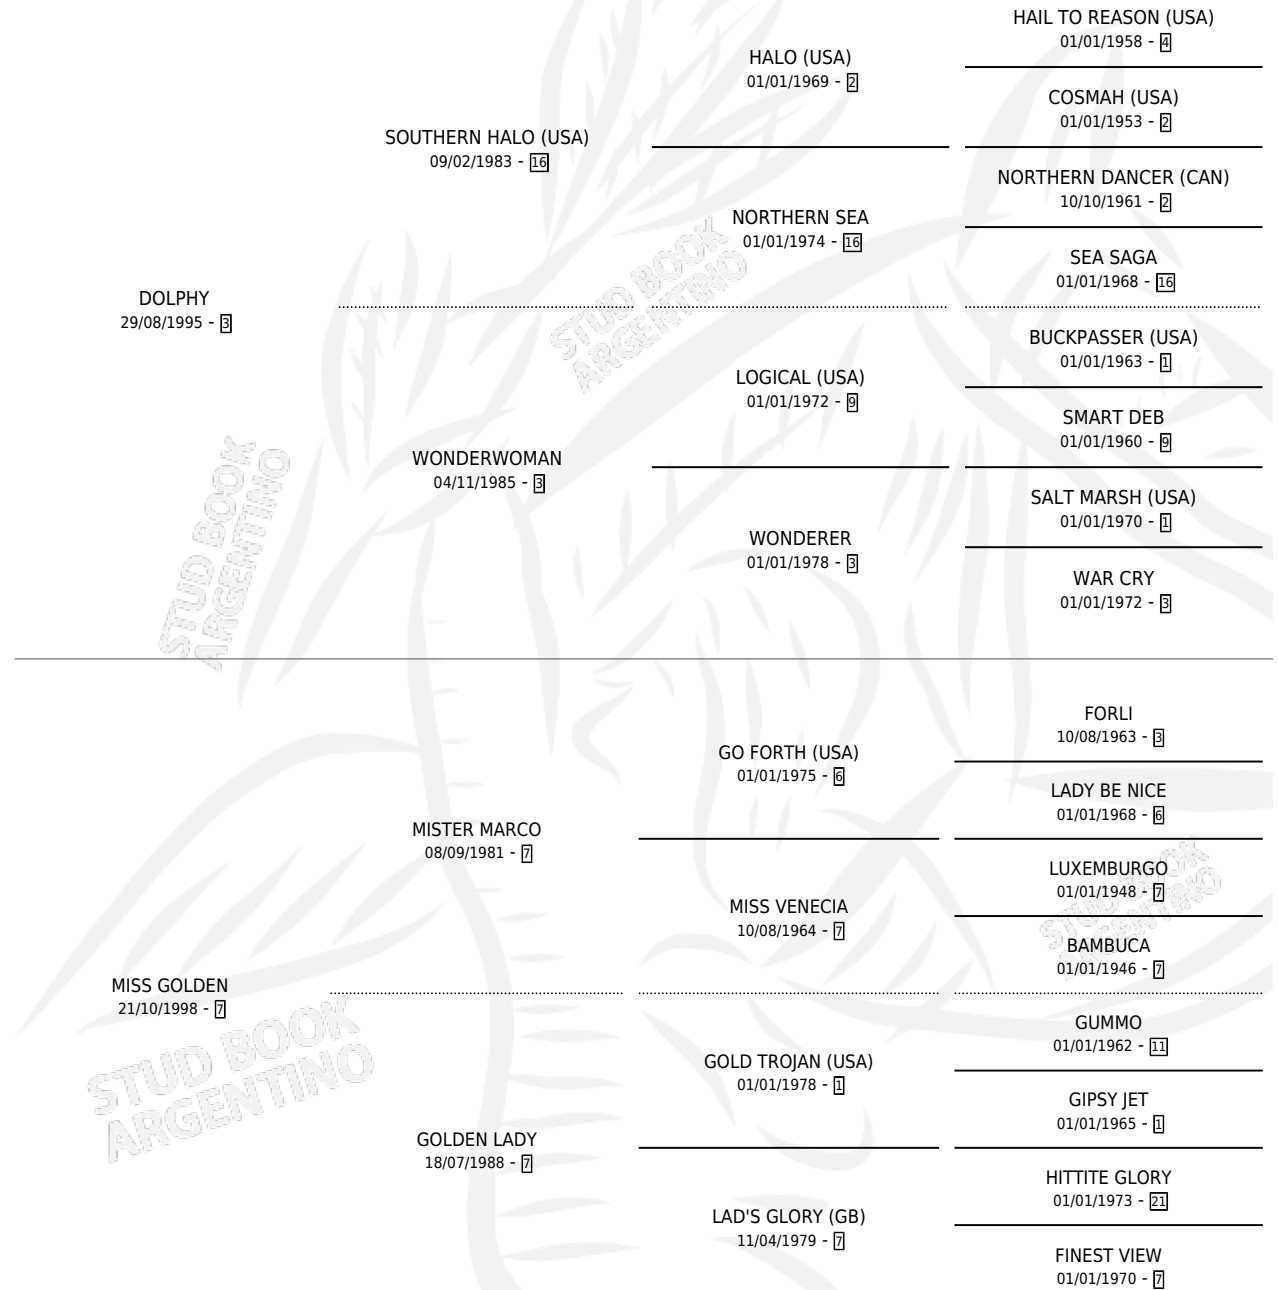 HAIL TO REASON (USA)
01/01/1958 - 4
HALO (USA)
01/01/1969 - 2
COSMAH (USA)
01/01/1953 - 2
SOUTHERN HALO (USA)
09/02/1983 - 16
NORTHERN DANCER (CAN)
10/10/1961 - 2
NORTHERN SEA
01/01/1974 - 16
SEA SAGA
01/01/1968 - 16
DOLPHY
29/08/1995 - 3
STUD BOOK
ARGENTINO
BUCKPASSER (USA)
01/01/1963 - 1
LOGICAL (USA)
01/01/1972 - 9
SMART DEB
01/01/1960 - 9
WONDERWOMAN
04/11/1985 - 3
STUD BOOK
ARGENTINO
SALT MARSH (USA)
01/01/1970 - 1
WONDERER
01/01/1978 - 3
WAR CRY
01/01/1972 - 3
FORLI
10/08/1963 - 3
GO FORTH (USA)
01/01/1975 - 6
LADY BE NICE
01/01/1968 - 6
MISTER MARCO
08/09/1981 - 7
LUXEMBURGO
01/01/1948 - 7
MISS VENECIA
10/08/1964 - 7
STUD BOOK
ARGENTINO
BAMBUCA
01/01/1946 - 7
MISS GOLDEN
21/10/1998 - 7
STUD BOOK
ARGENTINO
GUMMO
01/01/1962 - 11
GOLD TROJAN (USA)
01/01/1978 - 1
GIPSY JET
01/01/1965 - 1
GOLDEN LADY
18/07/1988 - 7
HITTITE GLORY
01/01/1973 - 21
LAD'S GLORY (GB)
11/04/1979 - 7
FINEST VIEW
01/01/1970 - 7